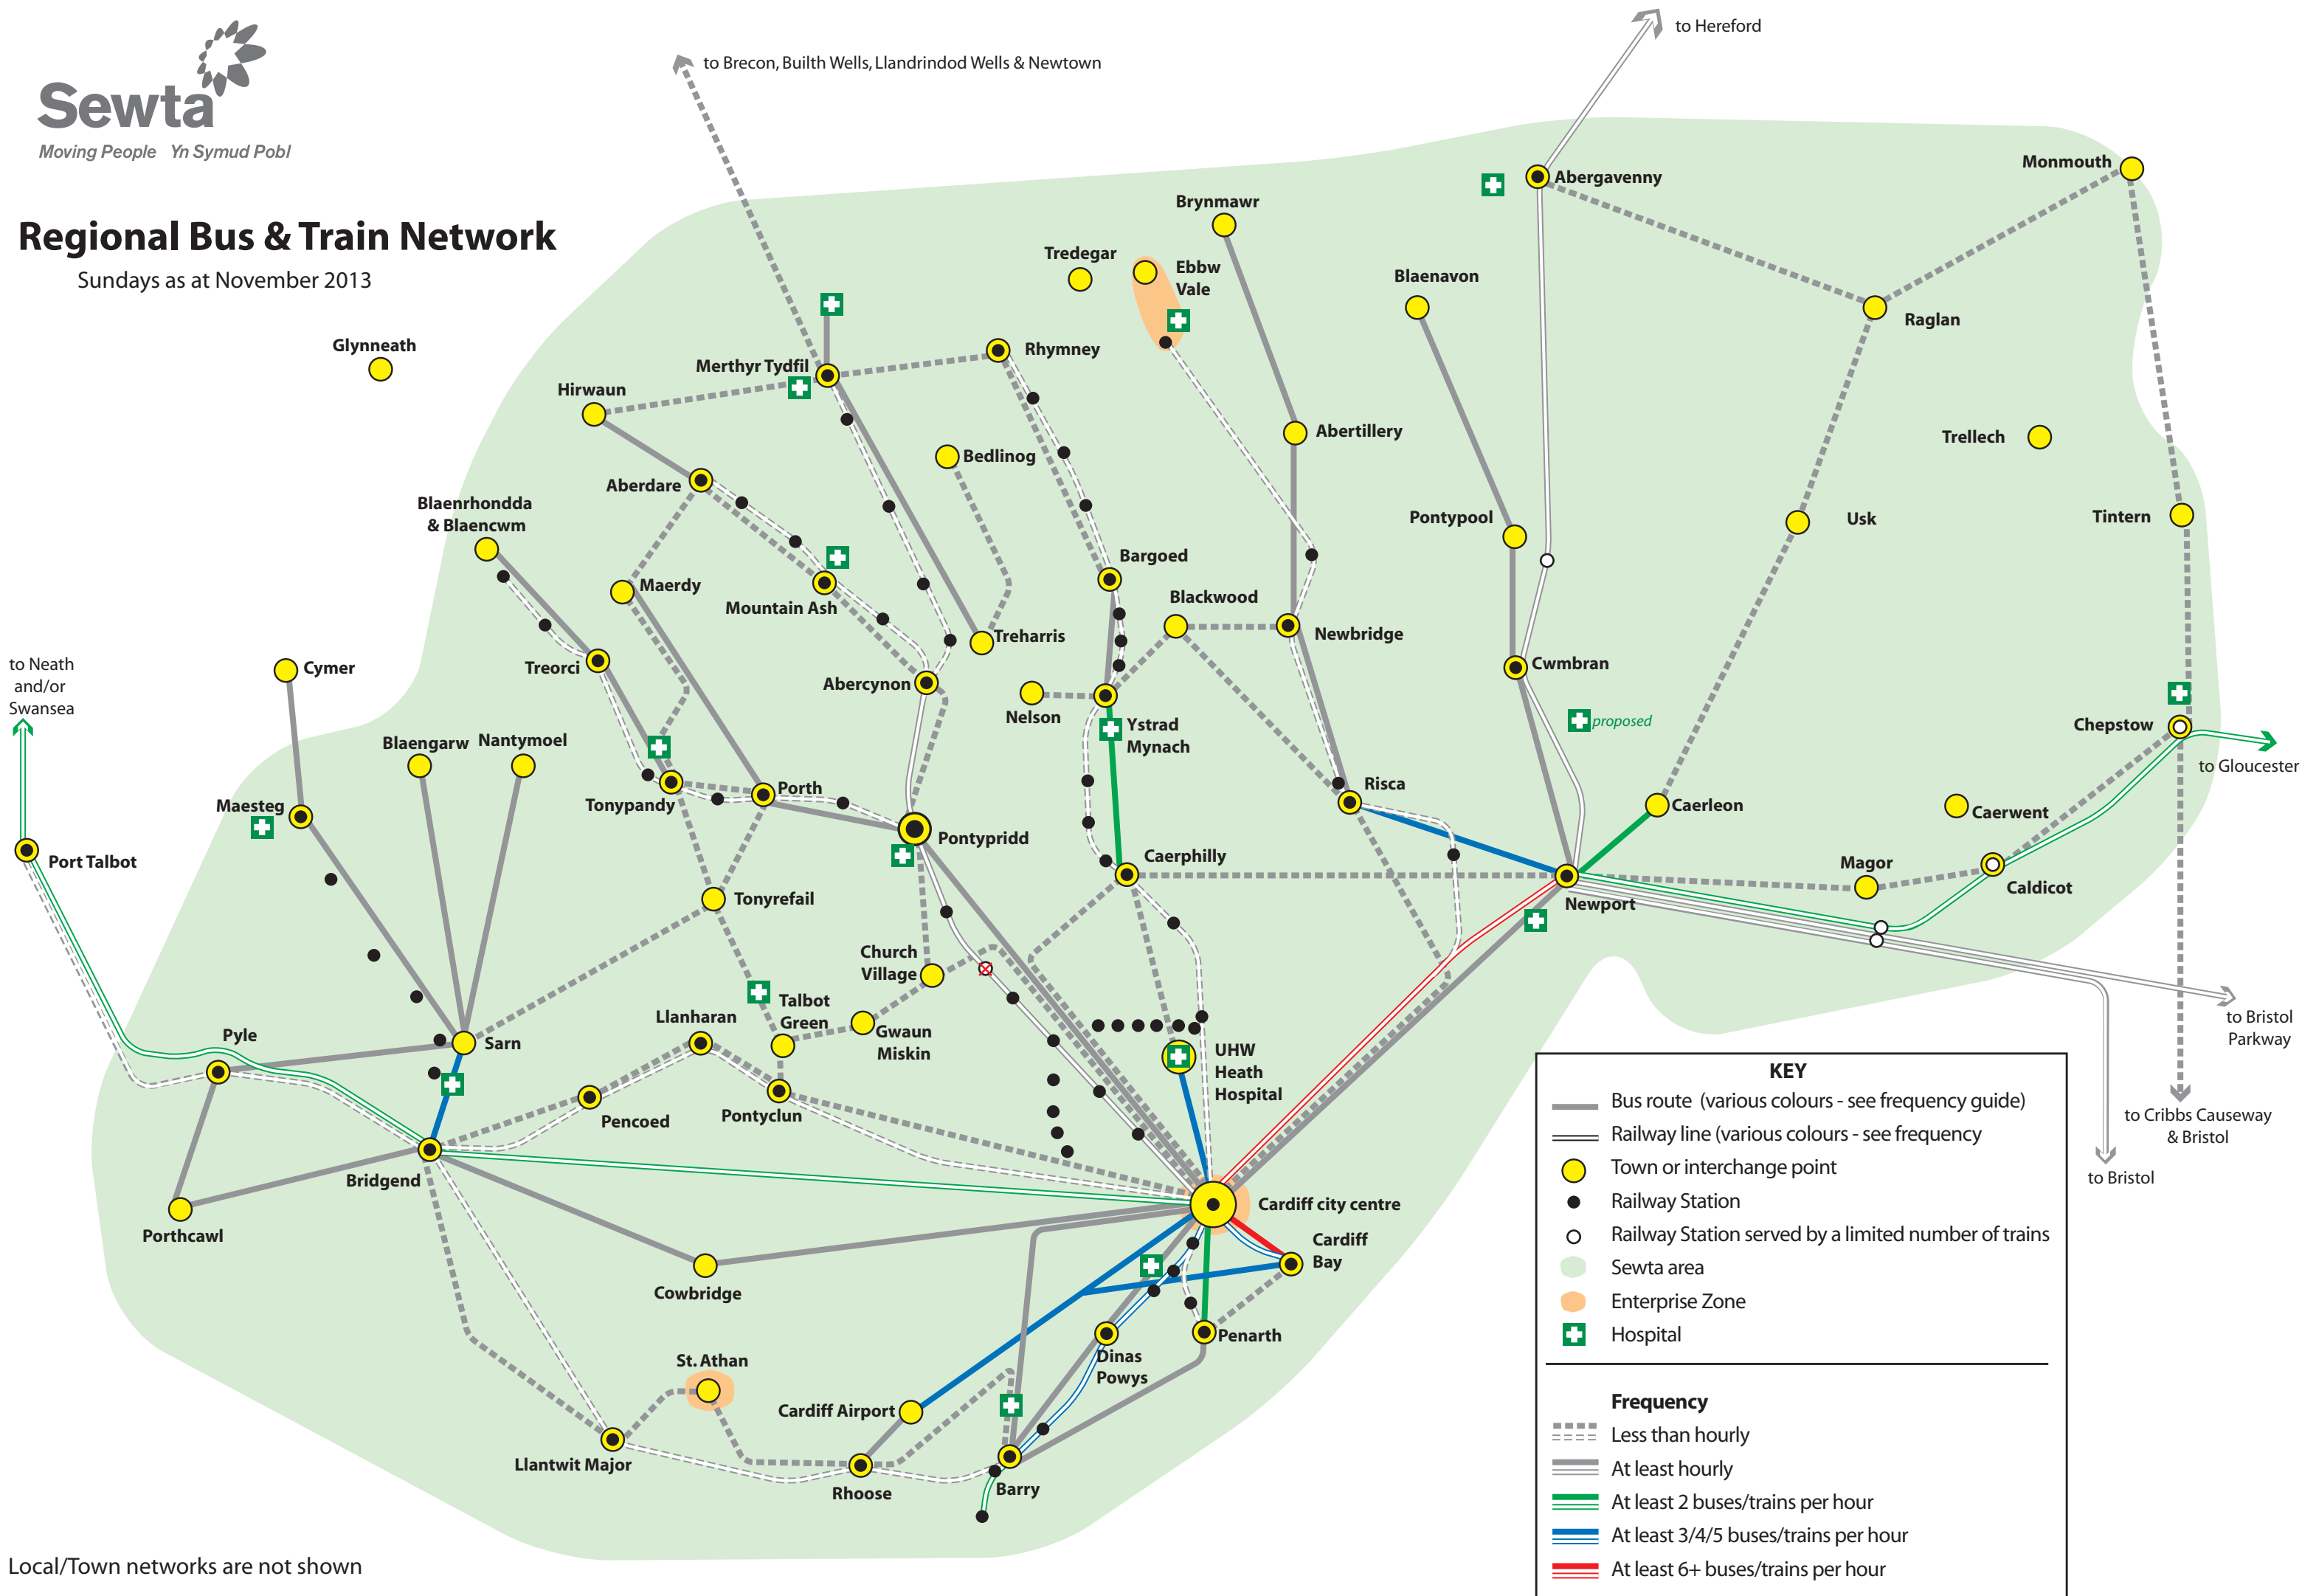 Sewta
Moving People Yn Symud Pobl
Regional Bus & Train Network
Sundays as at November 2013
to Brecon, Builth Wells, Llandrindod Wells & Newtown
to Hereford
Monmouth
Abergavenny
Brynmawr
Tredegar
Ebbw
Vale
Blaenavon
Raglan
Glynneath
Rhymney
Merthyr Tydfil
Hirwaun
Abertillery
Trellech
Bedlinog
Aberdare
Blaenrhondda
& Blaencwm
Pontypool
Usk
Tintern
Bargoed
Maerdy
Mountain Ash
Blackwood
Newbridge
Treharris
to Neath
and/or
Swansea
Cymer
Treorci
Abercynon
Cwmbran
Nelson
Ystrad
Mynach
proposed
Chepstow
to Gloucester
Blaengarw
Nantymoel
Maesteg
Tonypandy
Porth
Risca
Caerleon
Caerwent
Port Talbot
Pontypridd
Caerphilly
Magor
Caldicot
Tonyrefail
Newport
Church
Village
Talbot
Green
Gwaun
Miskin
Llanharan
Pyle
Sarn
UHW
Heath
Hospital
to Bristol
Parkway
Pencoed
Pontyclun
to Cribbs Causeway
& Bristol
to Bristol
Bridgend
Porthcawl
Cardiff city centre
Cardiff
Bay
Cowbridge
Penarth
Dinas
Powys
St. Athan
Cardiff Airport
Llantwit Major
Rhoose
Barry
KEY
Bus route (various colours - see frequency guide)
Railway line (various colours - see frequency
Town or interchange point
Railway Station
Railway Station served by a limited number of trains
Sewta area
Enterprise Zone
Hospital
Frequency
Less than hourly
At least hourly
At least 2 buses/trains per hour
At least 3/4/5 buses/trains per hour
At least 6+ buses/trains per hour
Local/Town networks are not shown